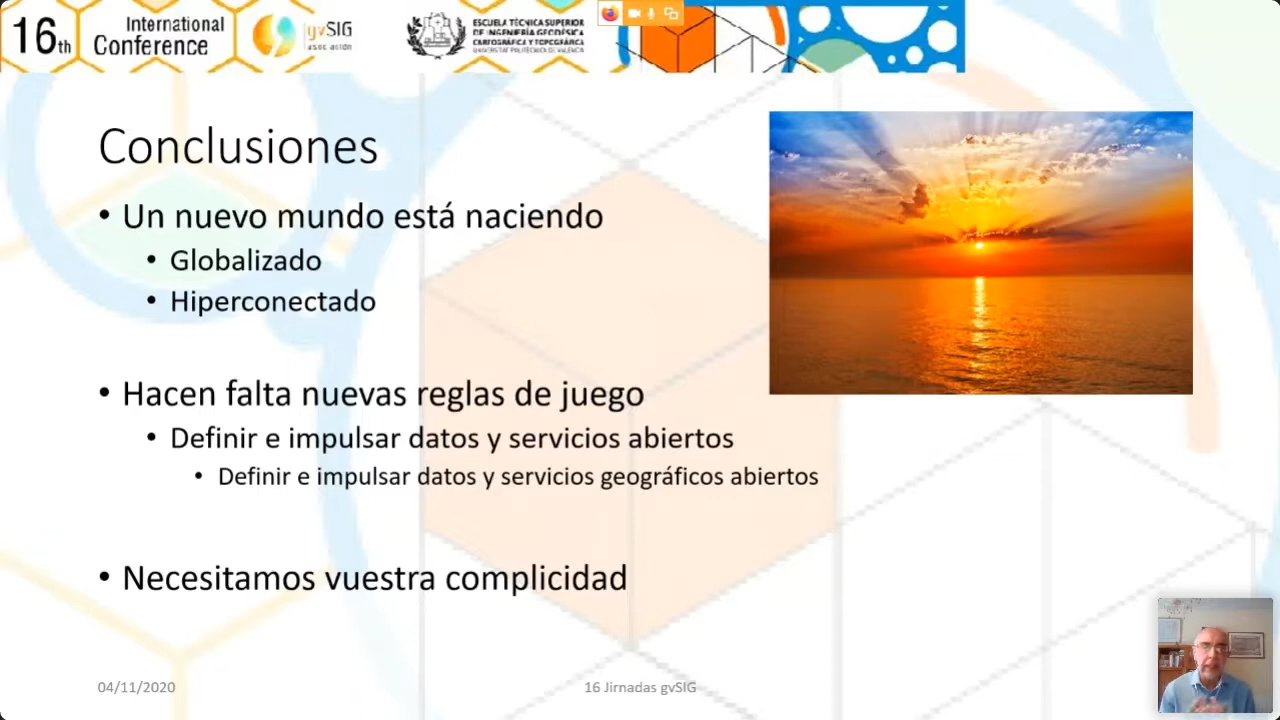 16th
International
Conference
gvSIG
asociación
ESCUELA TÉCNICA SUPERIOR
DE INGENIERÍA GEODÉSICA
CARTOGRÁFICA Y TOPOGRÁFICA
UNIVERSITAT POLITÈCNICA DE VALÈNCIA
Conclusiones
• Un nuevo mundo está naciendo
• Globalizado
• Hiperconectado
• Hacen falta nuevas reglas de juego
• Definir e impulsar datos y servicios abiertos
• Definir e impulsar datos y servicios geográficos abiertos
• Necesitamos vuestra complicidad
04/11/2020
16 Jirnadas gvSIG